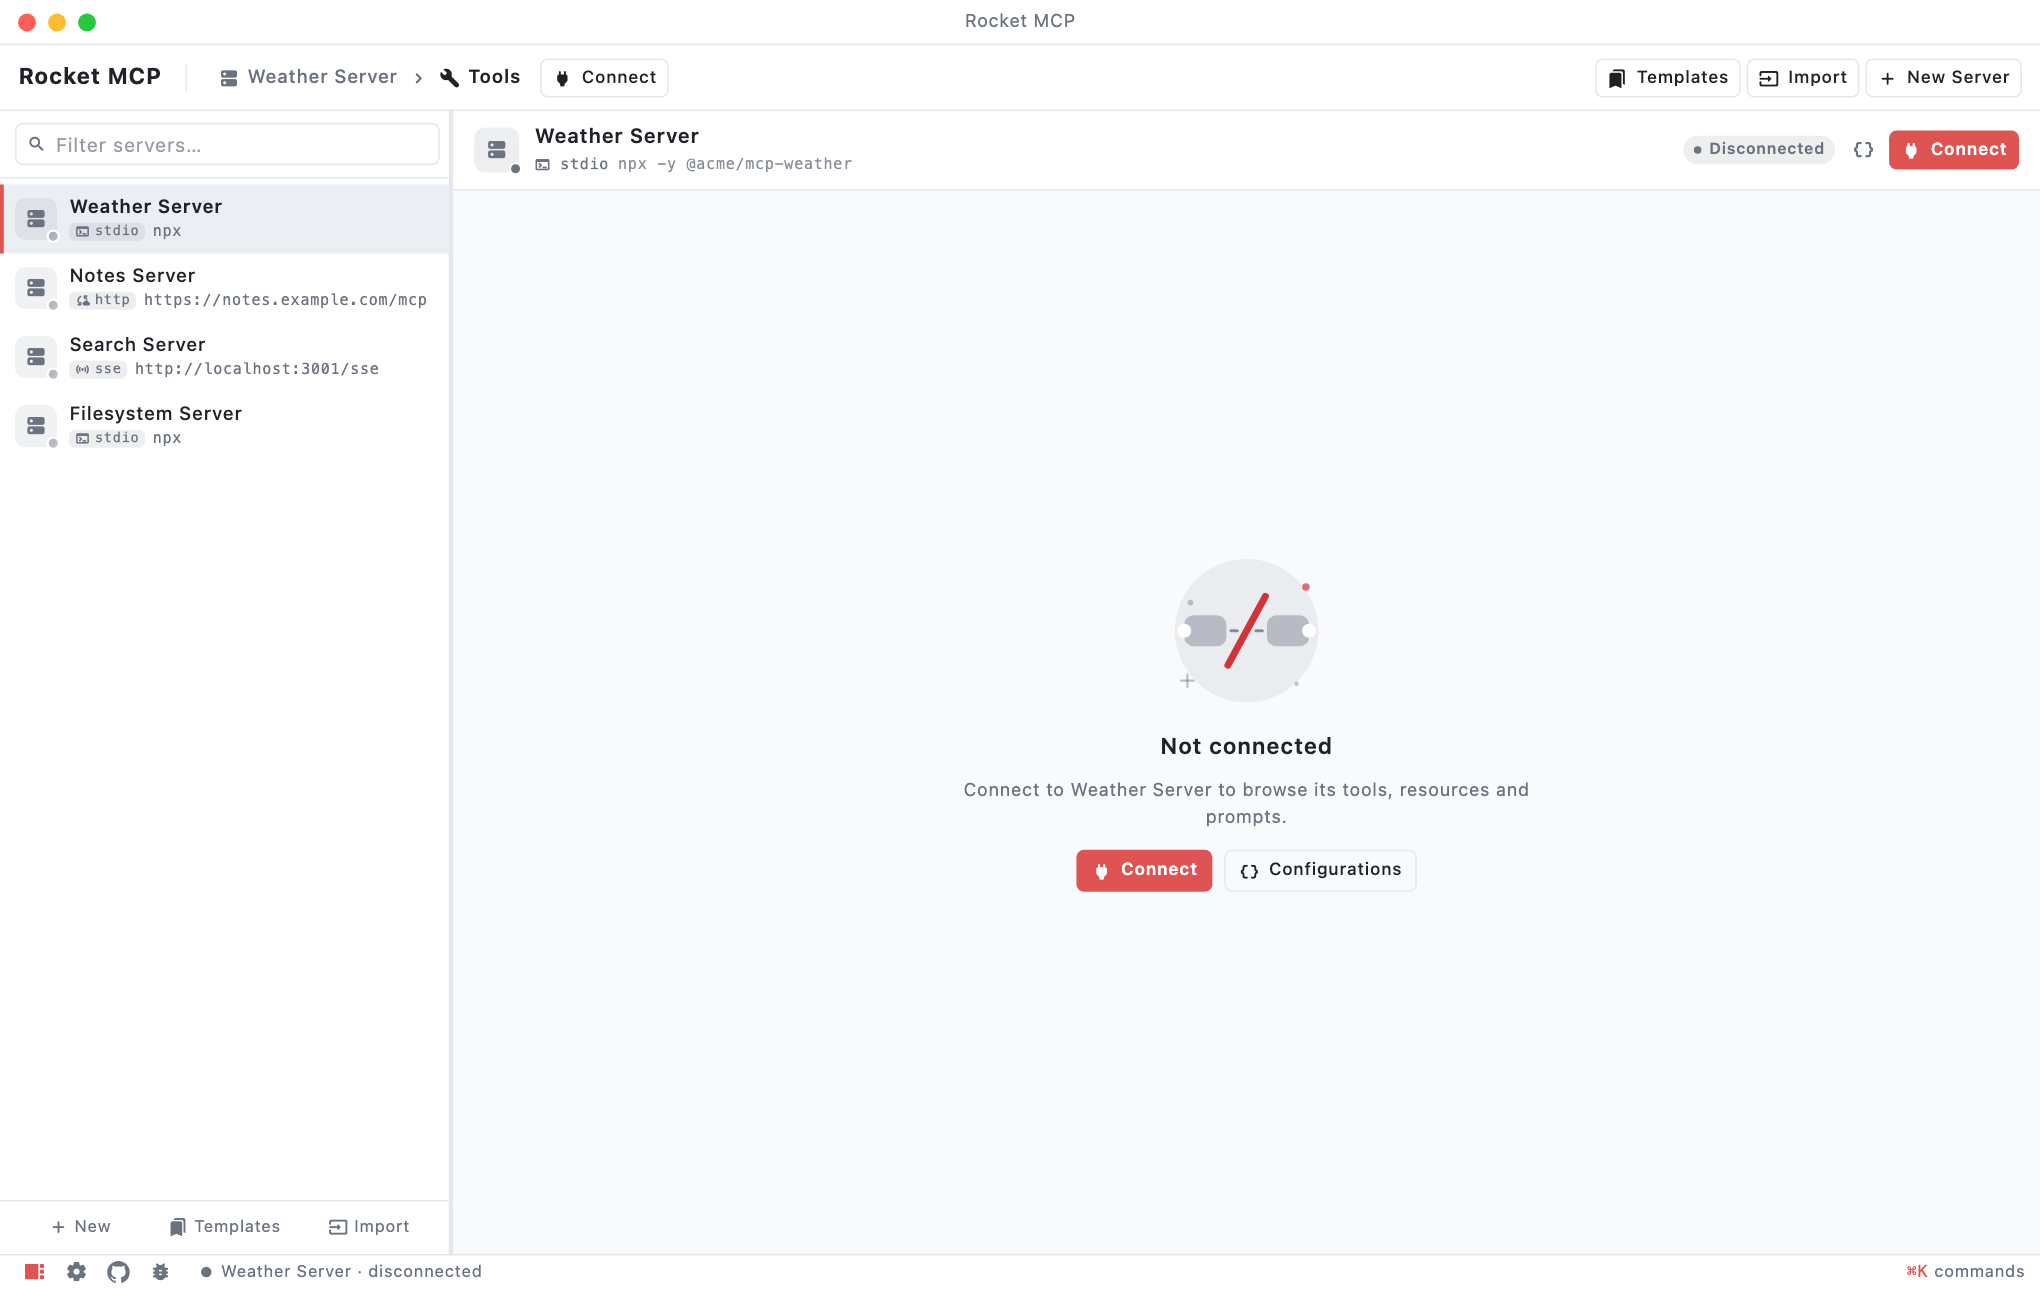 Rocket MCP
Rocket MCP
Weather Server › Tools
Connect
Templates
Import
+ New Server
Filter servers...
Weather Server
stdio npx
Notes Server
http https://notes.example.com/mcp
Search Server
sse http://localhost:3001/sse
Filesystem Server
stdio npx
Weather Server
stdio npx -y @acme/mcp-weather
Disconnected
{}
Connect
Not connected
Connect to Weather Server to browse its tools, resources and
prompts.
Connect
{} Configurations
+ New
Templates
Import
Weather Server · disconnected
⌘K commands